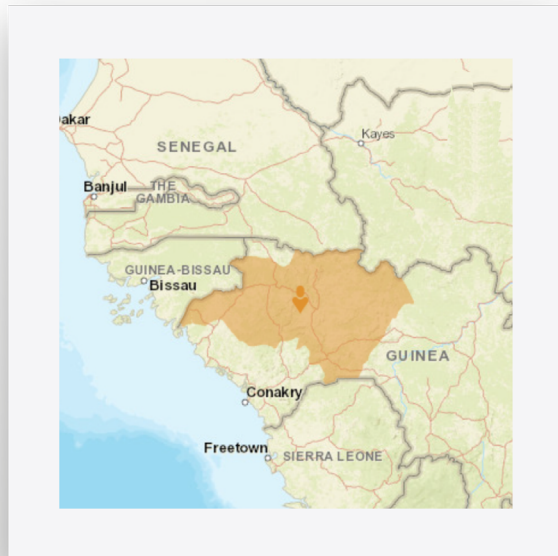 akar
Kayes
SENEGAL
Banjul
THE
GAMBIA
GUINEA-BISSAU
Bissau
GUINEA
Conakry
Freetown
SIERRA LEONE